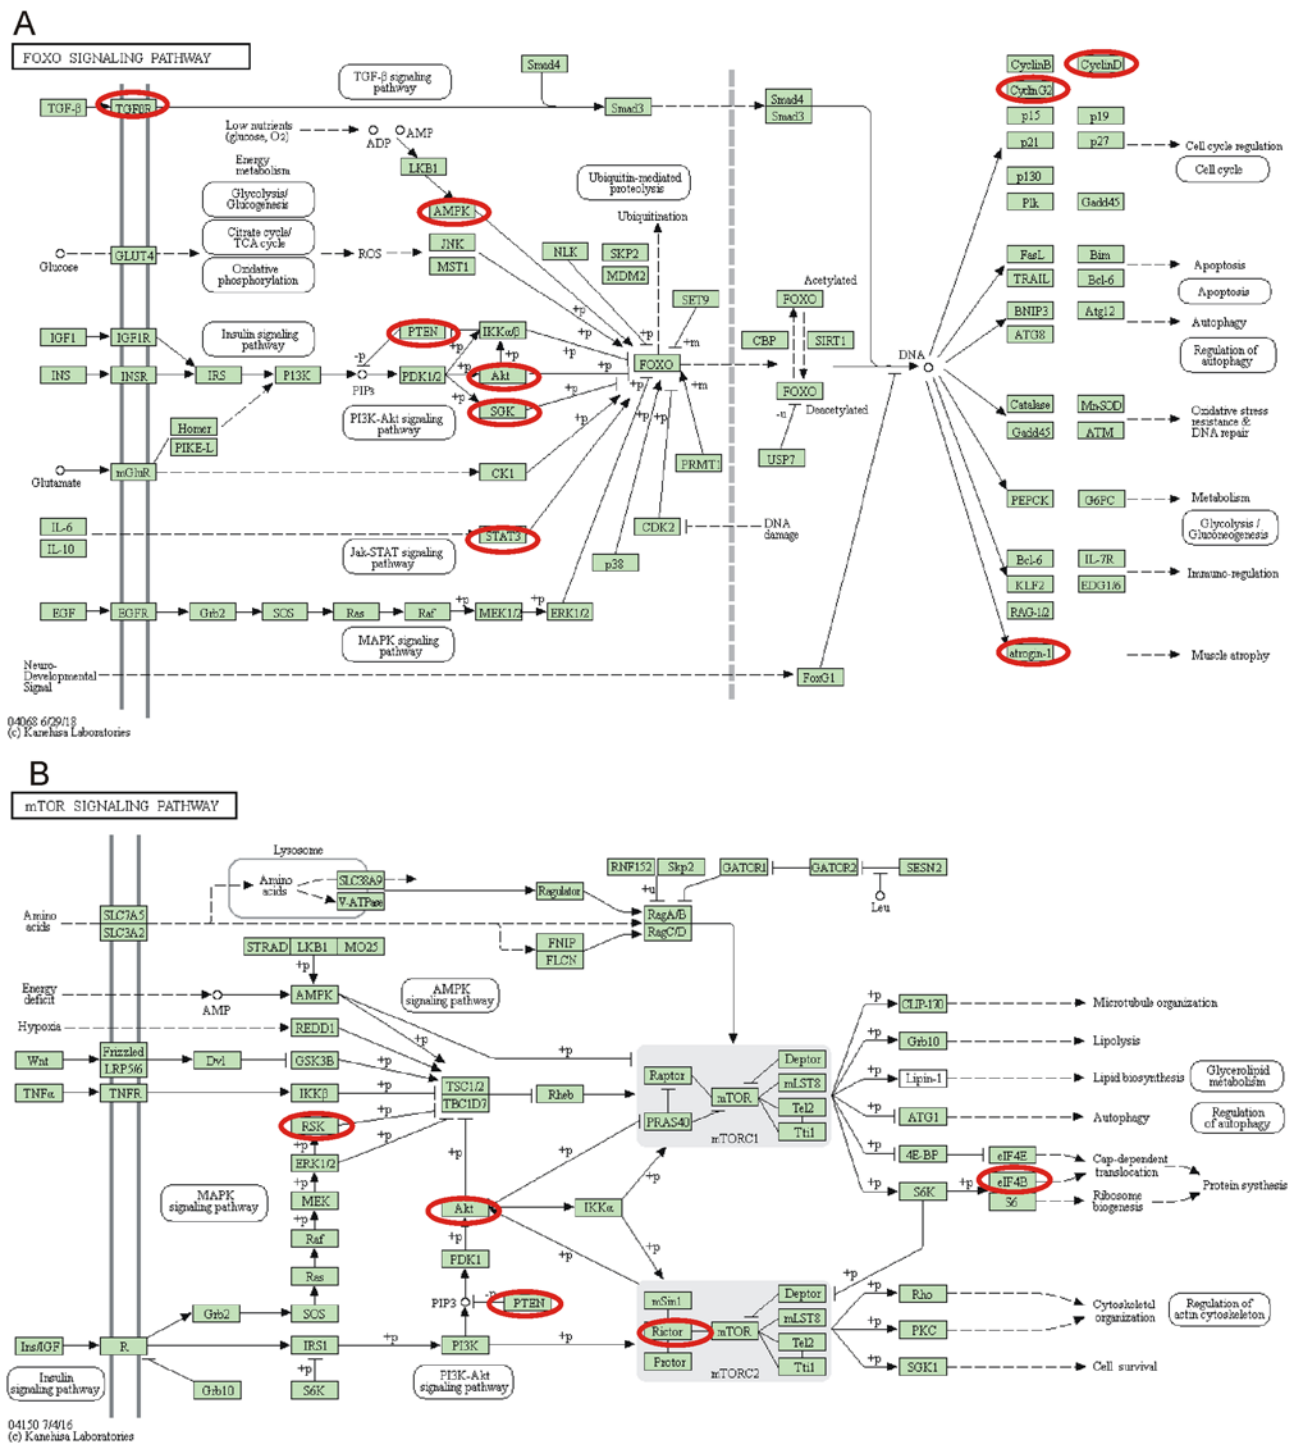 A
FOXO SIGNALING PATHWAY
TGF-β signaling
pathway
Smad4
CyclinB
CyclinD
CyclinG2
TGF-β
TGFβR
Smad3
Smad4
Smad3
p15
p19
Low nutrients
(glucose, O2)
ADP
AMP
p21
p27
Cell cycle regulation
Cell cycle
Energy
metabolism
LKB1
Ubiquitin-mediated
proteolysis
p130
Glycolysis/
Glucogenesis
AMPK
Ubiquitination
Plk
Gadd45
Citrate cycle/
TCA cycle
ROS
JNK
MST1
NLK
SKP2
MDM2
Glucose
GLUT4
Oxidative
phosphorylation
FasL
Bim
Apoptosis
TRAIL
Bcl-6
Apoptosis
SET9
Acetylated
FOXO
BNIP3
Atg12
Autophagy
ATG8
Regulation of
autophagy
IGF1
IGF1R
Insulin signaling
pathway
PTEN
IKKαβ
+p
+p
+p
+p
+m
CBP
SIRT1
DNA
INS
INSR
IRS
P13K
-p
PIPs
PDK1/2
+p
+p
Akt
+p
+p
FOXO
+p
+m
FOXO
Deacetylated
-u
PI3K-Akt signaling
pathway
+p
SGK
+p
+p
+p
Catalase
Mn-SOD
Oxidative stress
resistance &
DNA repair
Gadd45
ATM
Homer
PIKE-L
USP7
PRMT1
Glutamate
mGluR
CK1
PEPCK
G6PC
Metabolism
Glycolysis /
Gluconeogenesis
IL-6
IL-10
STAT3
Jak-STAT signaling
pathway
CDK2
DNA
damage
p38
Bcl-6
IL-7R
Immuno-regulation
KLF2
EDG1/6
RAG-1/2
EGF
EGFR
Grb2
SOS
Ras
Raf
+p
MEK1/2
+p
ERK1/2
MAPK signaling
pathway
atrogin-1
Muscle atrophy
Neuro-
Developmental
Signal
FoxG1
04068 6/29/18
(c) Kanehisa Laboratories
B
mTOR SIGNALING PATHWAY
Lysosome
Amino
acids
SLC38A9
V-ATPase
Ragulator
RNF152
Skp2
GATOR1
GATOR2
SESN2
+u
Leu
Amino
acids
SLC7A5
SLC3A2
RagA/B
RagC/D
STRAD
LKB1
MO25
FNIP
FLCN
+p
Energy
deficit
AMP
AMPK
AMPK
signaling pathway
+p
CLIP-170
Microtubule organization
Hypoxia
REDD1
+p
+p
+p
Grb10
Lipolysis
Wnt
Frizzled
LRP5/6
Dvl
GSK3B
+p
TSC1/2
TBC1D7
Rheb
Raptor
mTOR
Deptor
mLST8
Tel2
Tti1
PRAS40
mTORC1
+p
Lipin-1
Lipid biosynthesis
Glycerolipid
metabolism
TNFα
TNFR
IKKβ
+p
+p
ATG1
Autophagy
Regulation
of autophagy
RSK
+p
+p
ERK1/2
+p
+p
+p
4E-BP
eIF4E
Cap-dependent
translocation
MAPK
signaling pathway
+p
MEK
+p
+p
+p
S6K
+p
eIF4B
S6
Ribosome
biogenesis
Protein systhesis
Akt
+p
IKKα
+p
Raf
+p
PDK1
+p
+p
Ras
PIP3
-p
PTEN
mSin1
Rictor
Protor
mTOR
Deptor
mLST8
Tel2
Tti1
mTORC2
+p
+p
Rho
Cytoskeletal
organization
Regulation of
actin cytoskeleton
Grb2
SOS
+p
PKC
Ins/IGF
R
IRS1
+p
PI3K
+p
+p
SGK1
Cell survival
Insulin
signaling pathway
Grb10
+p
S6K
PI3K-Akt
signaling pathway
04150 7/4/16
(c) Kanehisa Laboratories